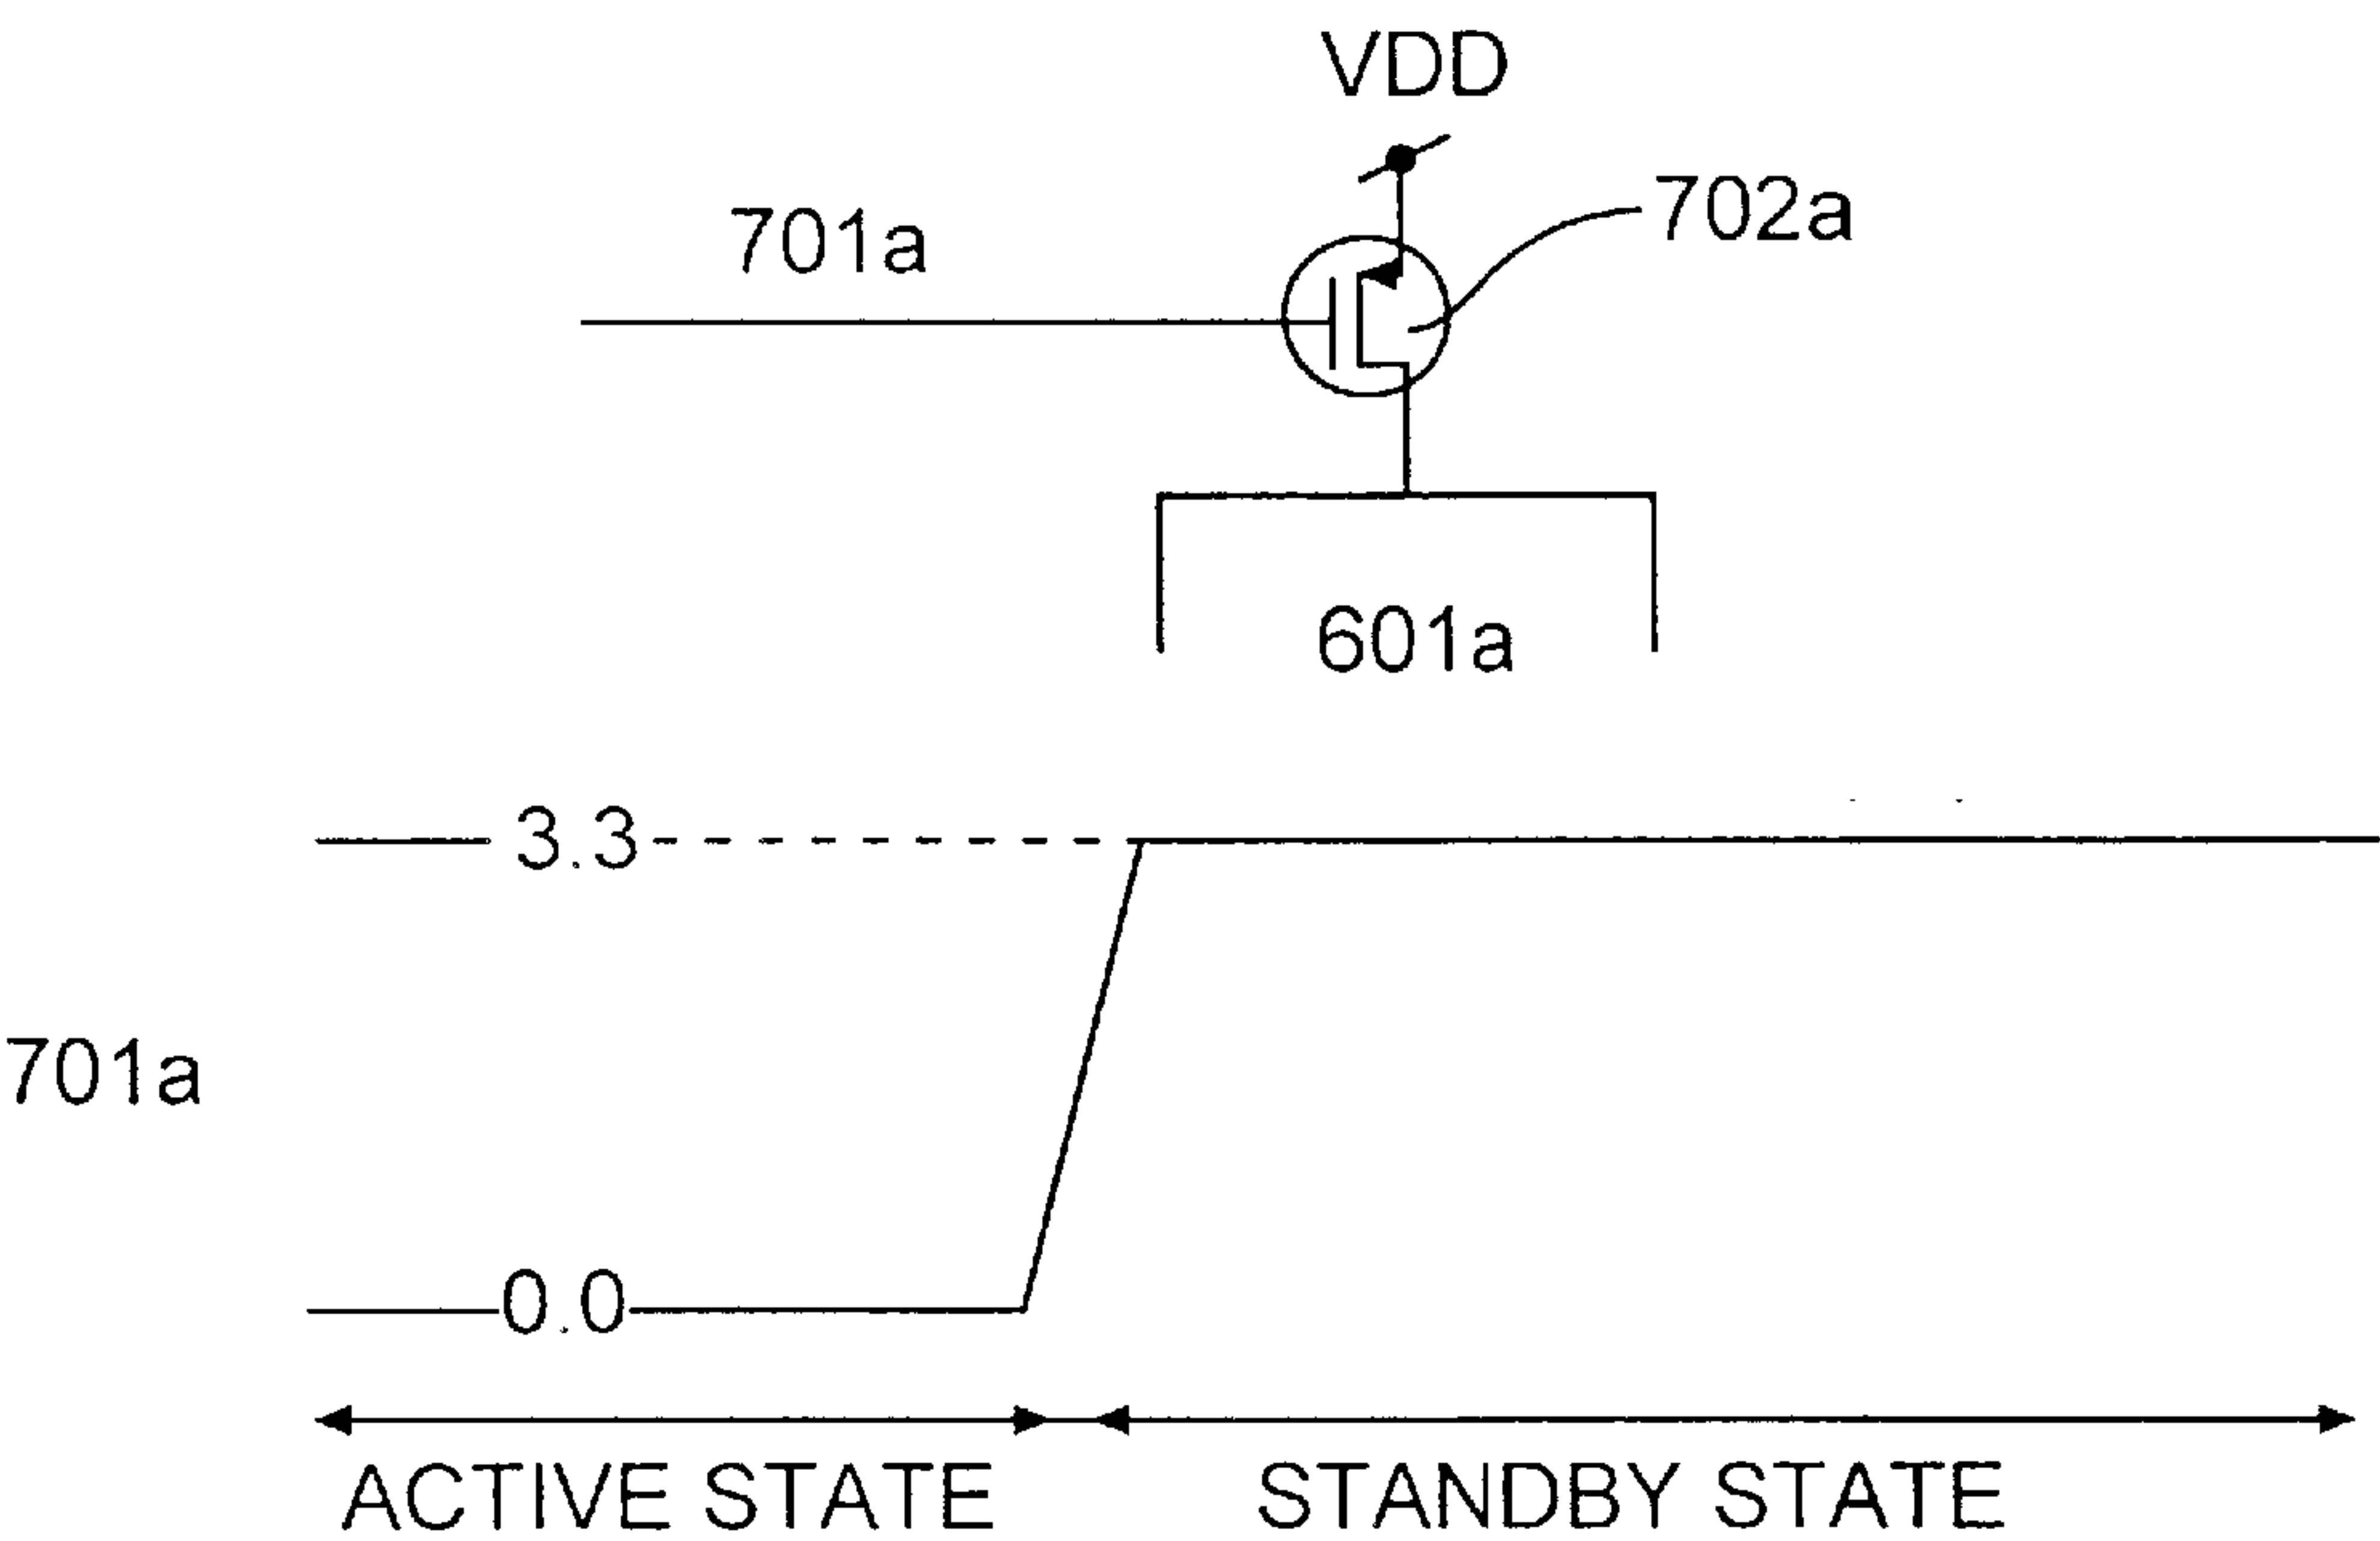 VDD
702a
701a
601a
3.3
701a
0.0
ACTIVE STATE STANDBY STATE